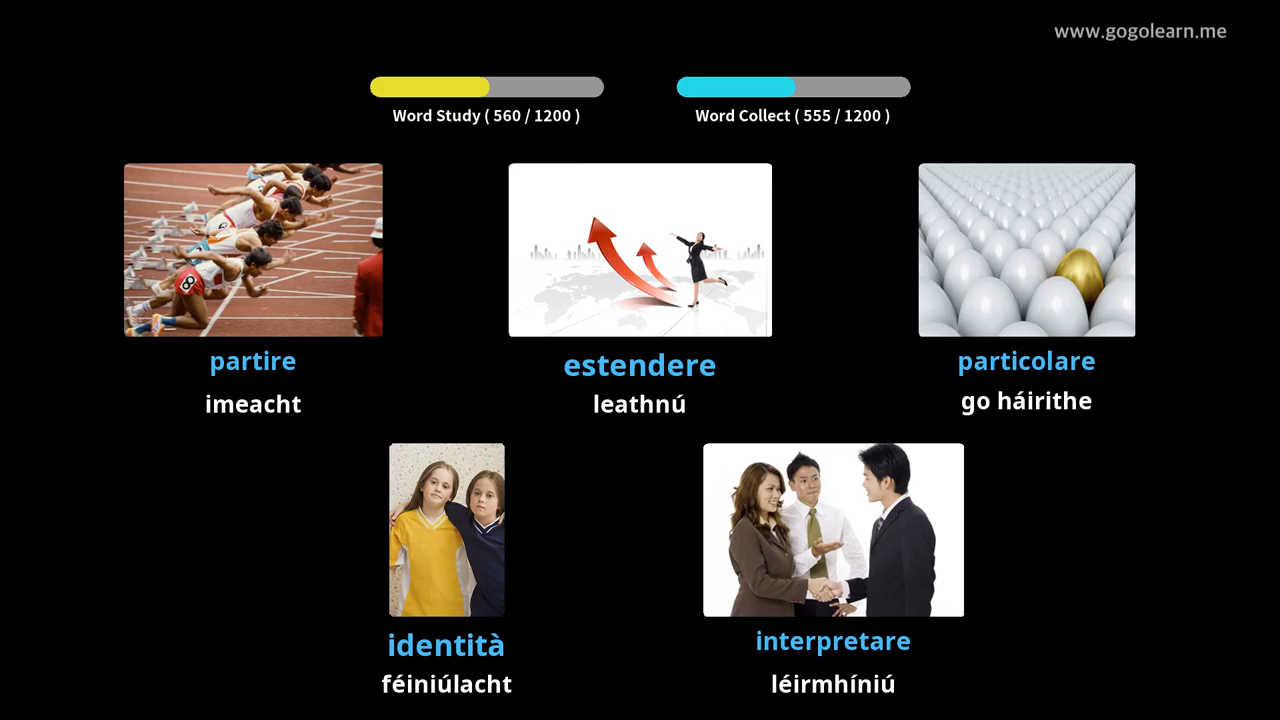 www.gogolearn.me
Word Study ( 560 / 1200 )
Word Collect ( 555 / 1200 )
8
partire
estendere
particolare
imeacht
leathnú
go háirithe
identità
interpretare
féiniúlacht
léirmhíniú